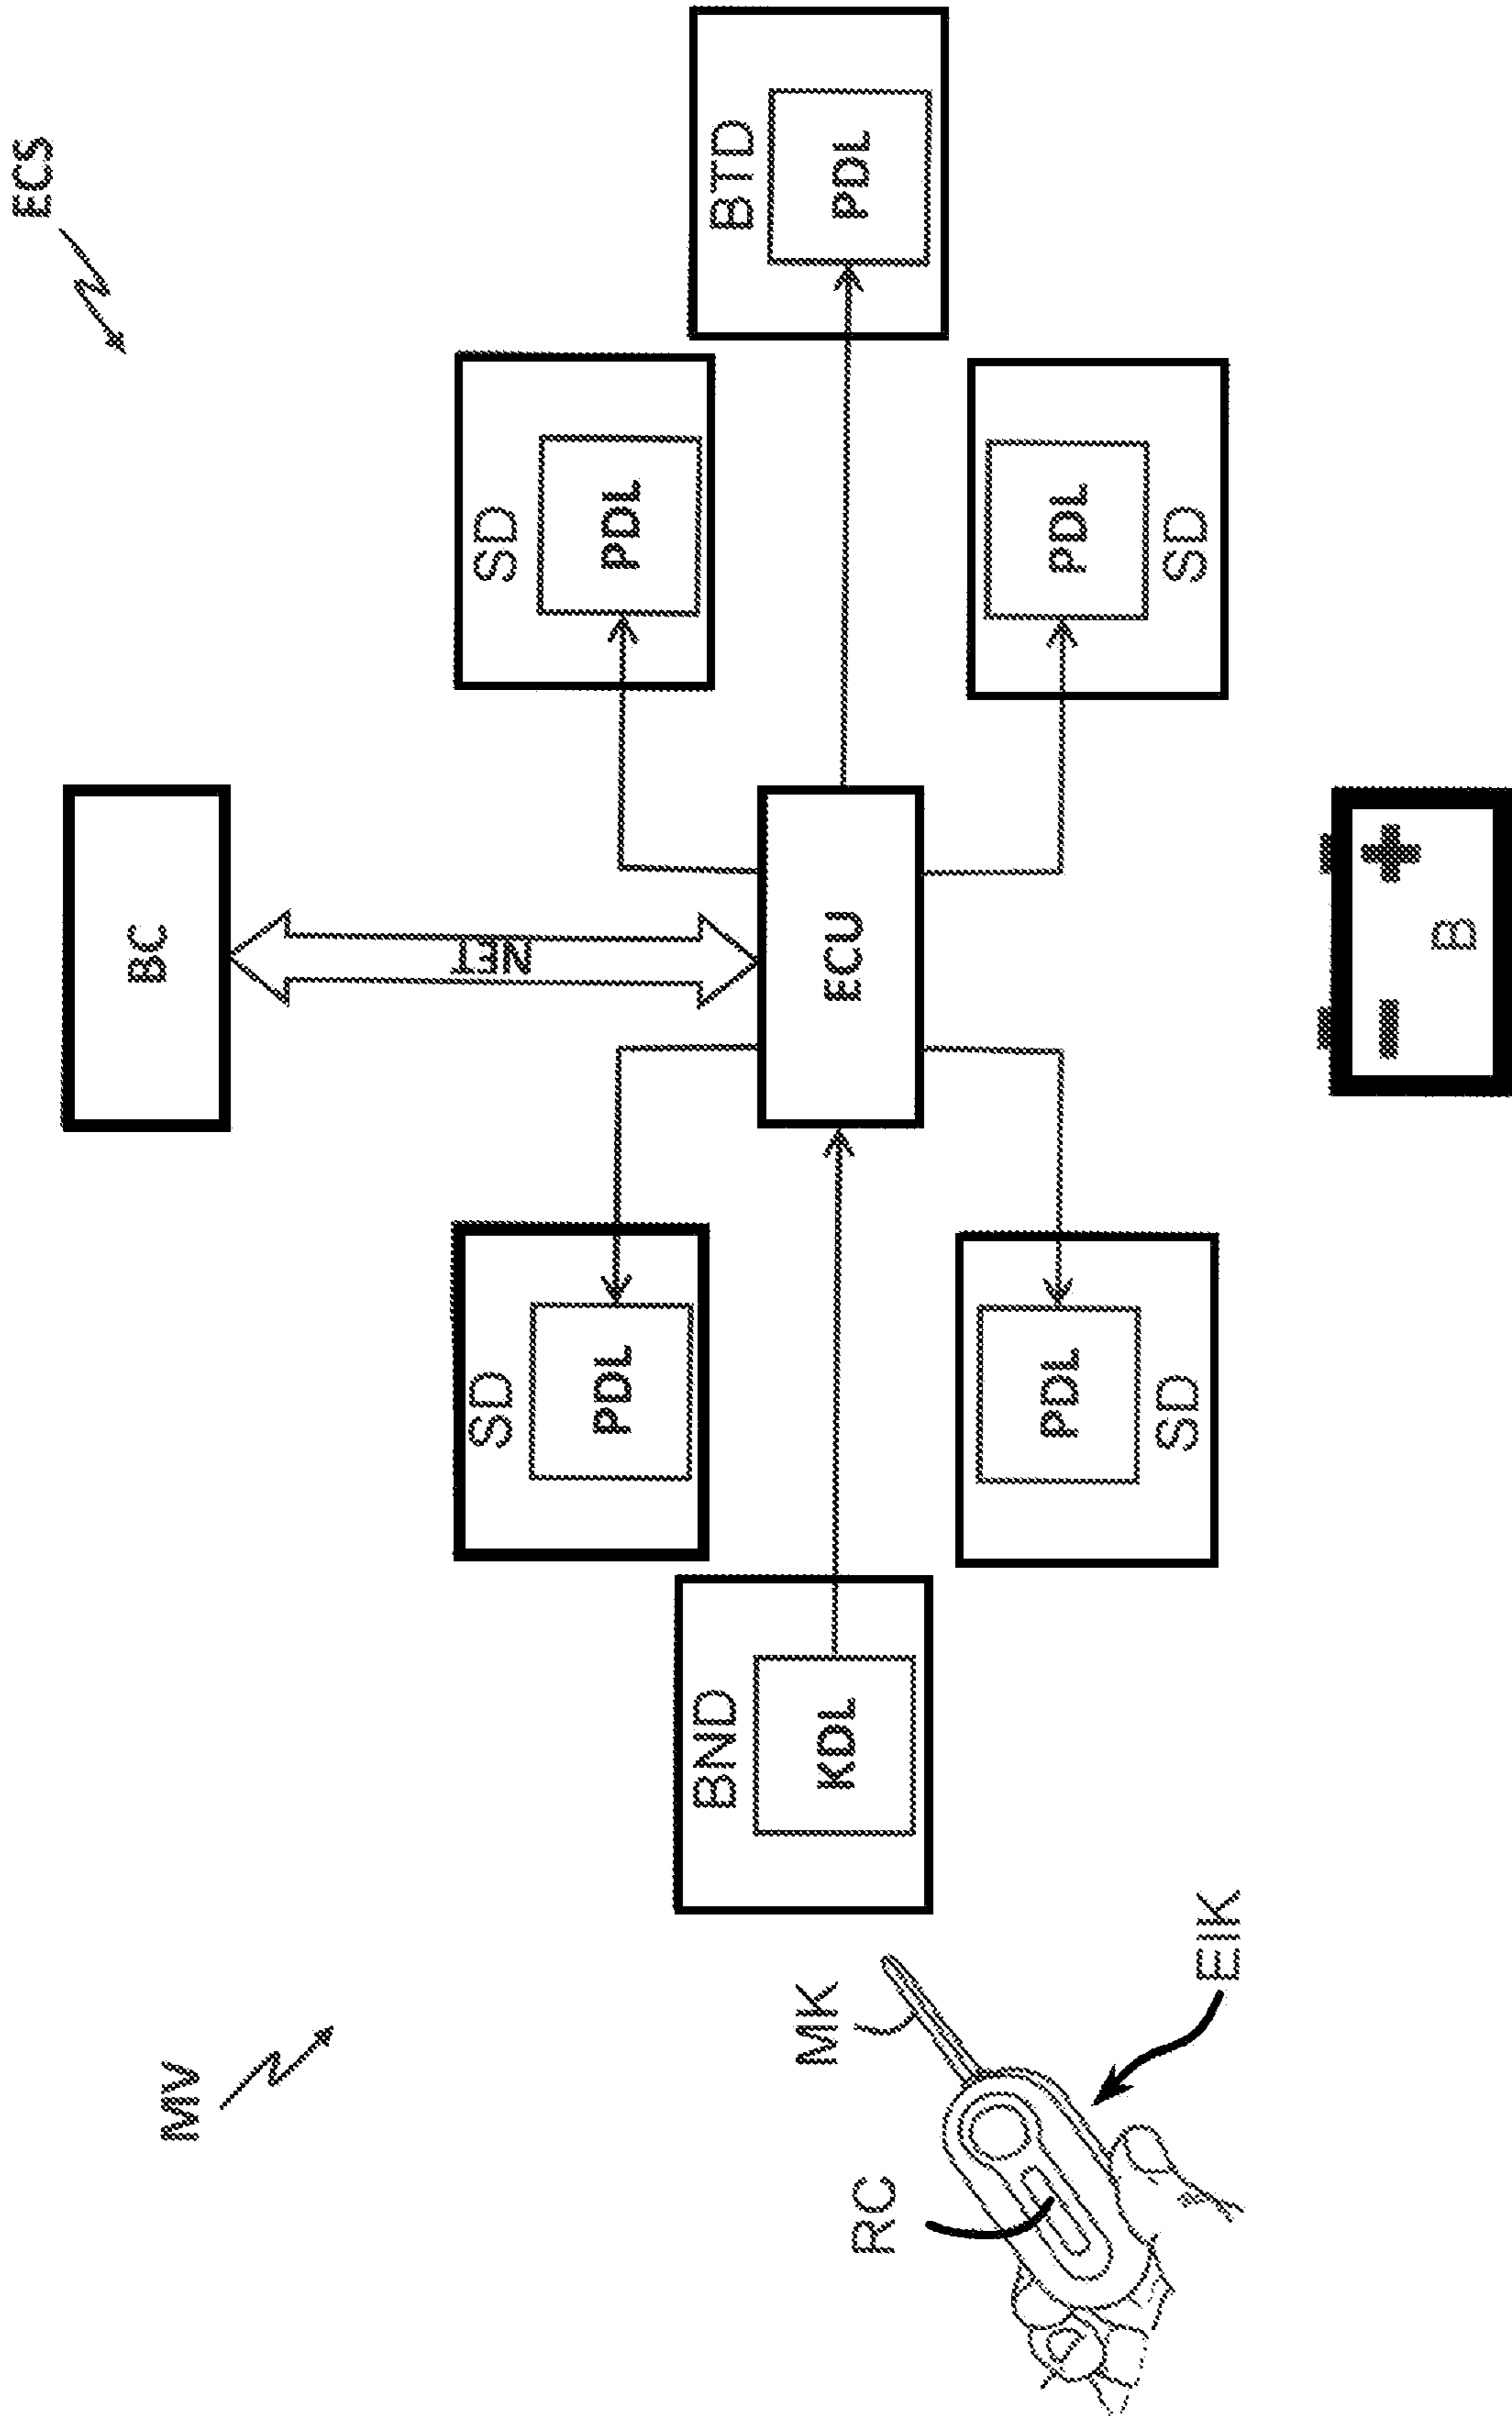 ECS
MV
BC
NET
ECU
SD
PDL
SD
PDL
BND
KDL
BTD
PDL
SD
PDL
SD
PDL
MK
RC
EIK
B
− +